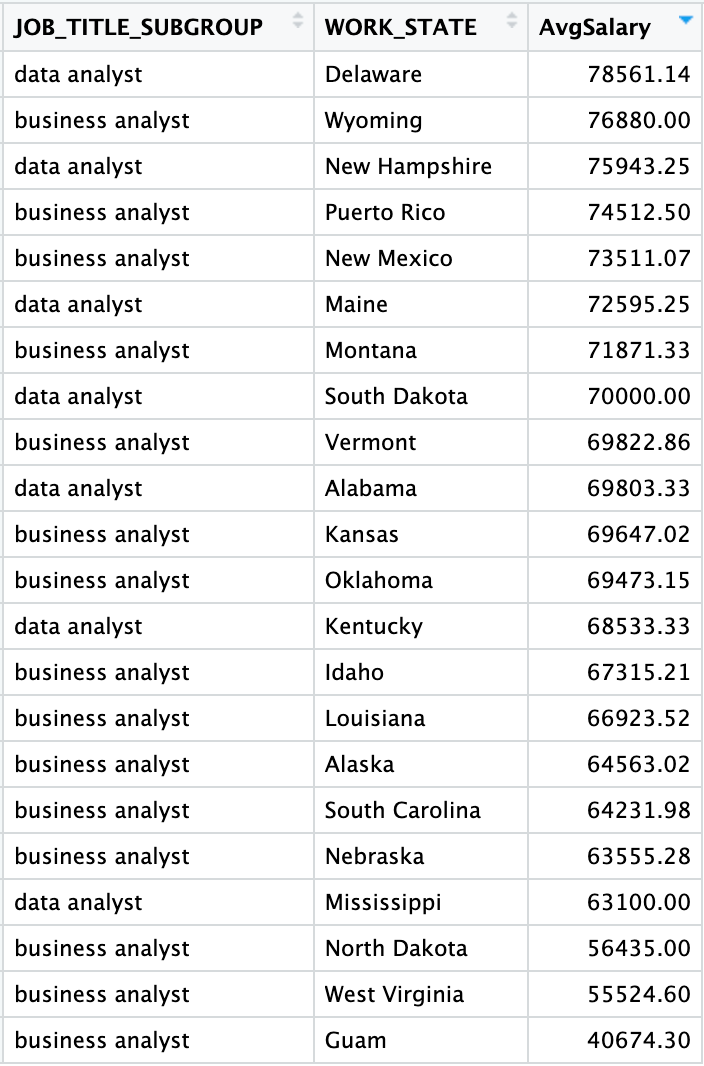 JOB_TITLE_SUBGROUP WORK_STATE AvgSalary
data analyst Delaware 78561.14
business analyst Wyoming 76880.00
data analyst New Hampshire 75943.25
business analyst Puerto Rico 74512.50
business analyst New Mexico 73511.07
data analyst Maine 72595.25
business analyst Montana 71871.33
data analyst South Dakota 70000.00
business analyst Vermont 69822.86
data analyst Alabama 69803.33
business analyst Kansas 69647.02
business analyst Oklahoma 69473.15
data analyst Kentucky 68533.33
business analyst Idaho 67315.21
business analyst Louisiana 66923.52
business analyst Alaska 64563.02
business analyst South Carolina 64231.98
business analyst Nebraska 63555.28
data analyst Mississippi 63100.00
business analyst North Dakota 56435.00
business analyst West Virginia 55524.60
business analyst Guam 40674.30